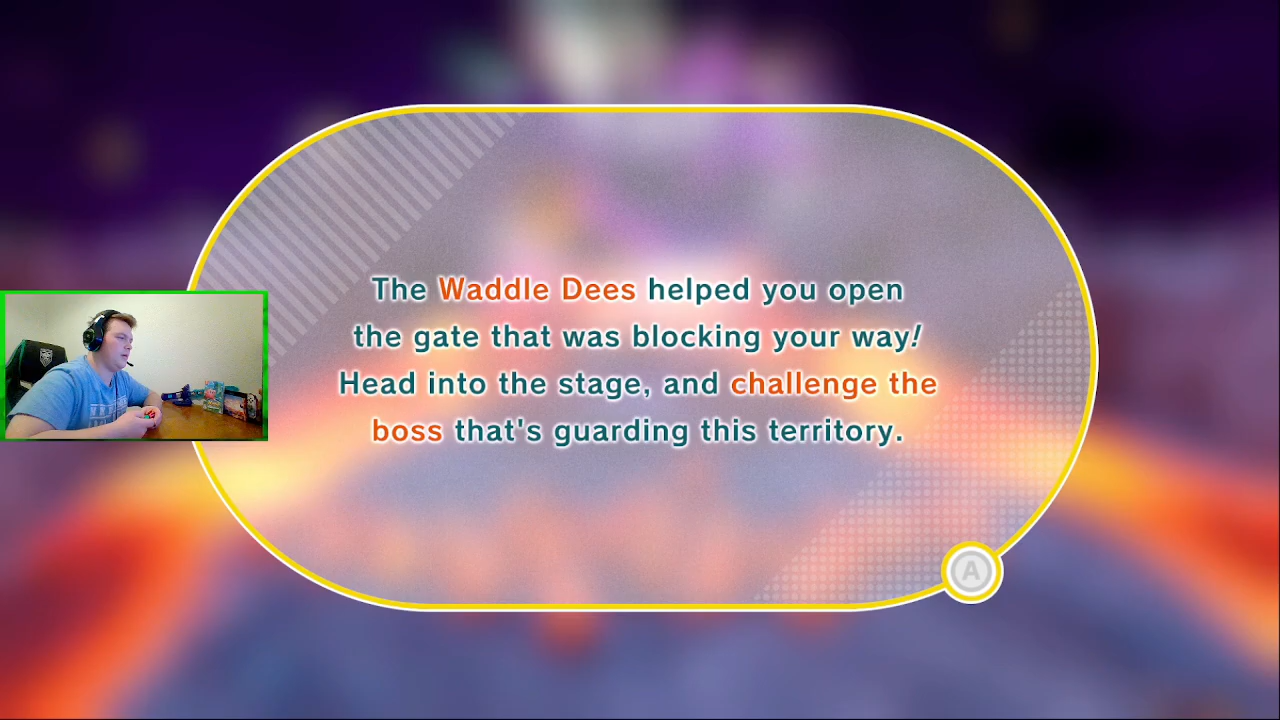 The Waddle Dees helped you open
the gate that was blocking your way!
Head into the stage, and challenge the
boss that's guarding this territory.
A